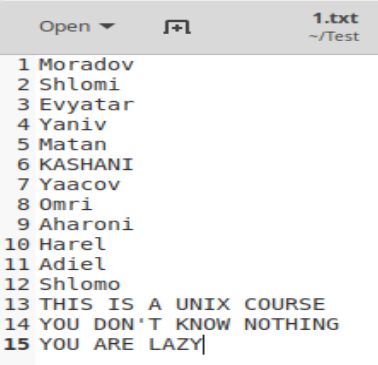 Open 1.txt
~/Test
1 Moradov
2 Shlomi
3 Evyatar
4 Yaniv
5 Matan
6 KASHANI
7 Yaacov
8 Omri
9 Aharoni
10 Harel
11 Adiel
12 Shlomo
13 THIS IS A UNIX COURSE
14 YOU DON'T KNOW NOTHING
15 YOU ARE LAZY